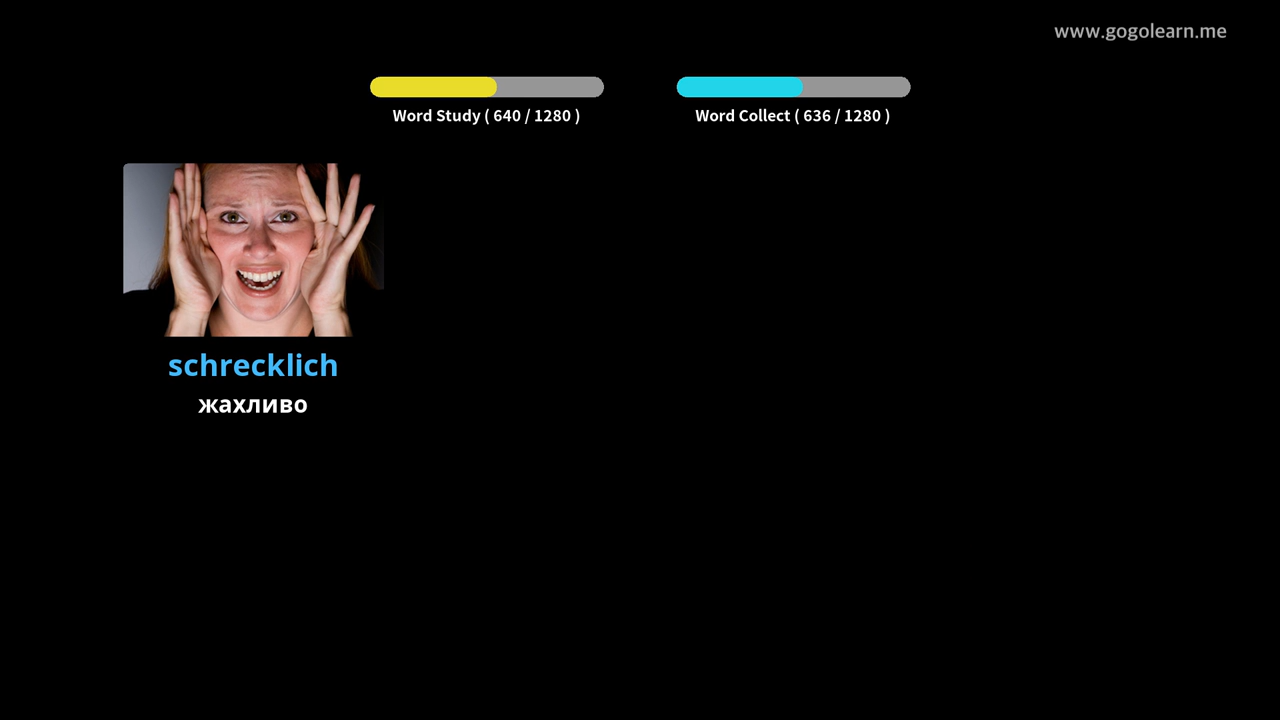 www.gogolearn.me
Word Study ( 640 / 1280 )
Word Collect ( 636 / 1280 )
schrecklich
жахливо